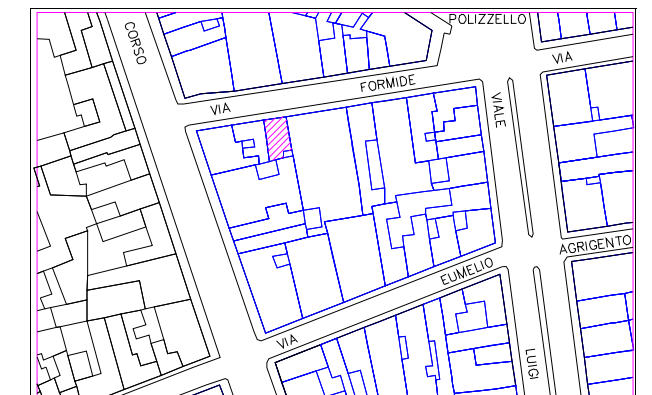 POLIZZELLO
CORSO
VIA
FORMIDE
VIA
VIALE
AGRIGENTO
EUMELIO
VIA
LUIGI